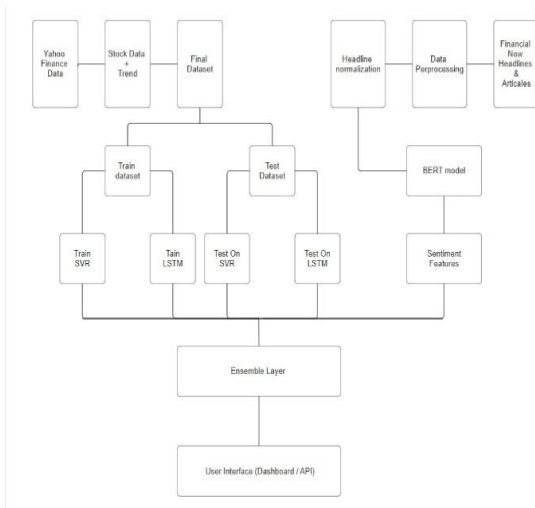 Yahoo
Finance
Data
Stock Data
+
Trend
Final
Dataset
Headline
normalization
Data
Perporcessing
Financial
New
Headlines
&
Articales
Train
dataset
Test
Dataset
BERT model
Train
SVR
Tain
LSTM
Test On
SVR
Test On
LSTM
Sentiment
Features
Ensemble Layer
User Interface (Dashboard / API)